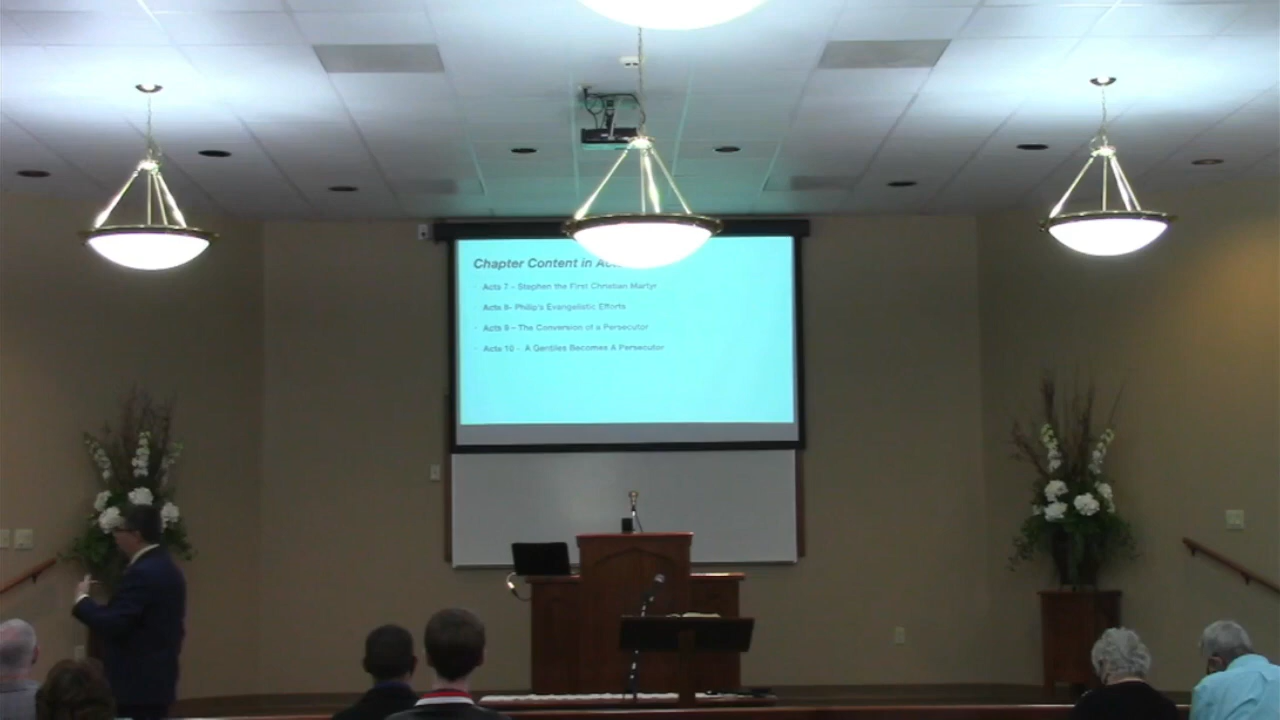 Chapter Content in Ac
Acts 7 - Stephen the First Christian Martyr
Acts 8- Philip's Evangelistic Efforts
Acts 9 – The Conversion of a Persecutor
Acts 10 - A Gentiles Becomes A Persecutor